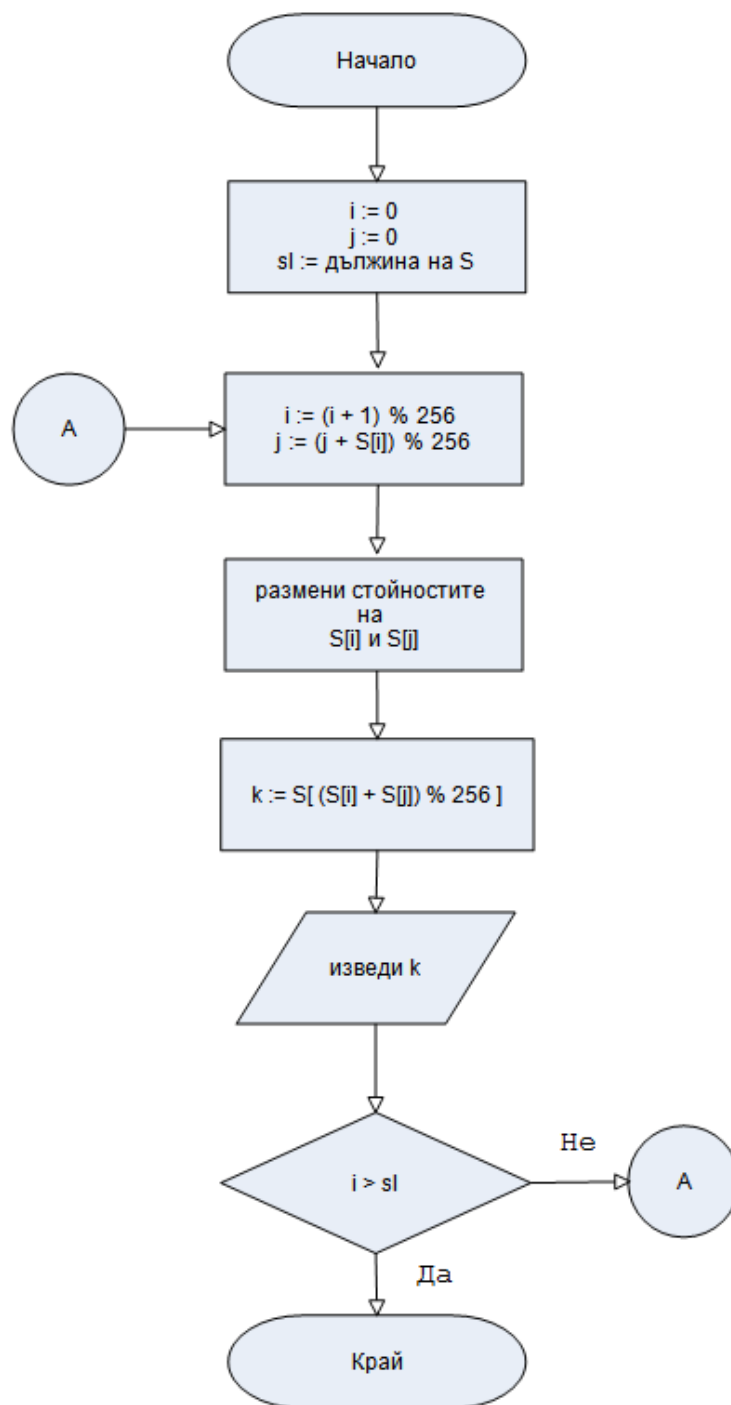 Начало
i := 0
j := 0
sl := дължина на S
A
i := (i + 1) % 256
j := (j + S[i]) % 256
размени стойностите
на
S[i] и S[j]
k := S[ (S[i] + S[j]) % 256 ]
изведи k
i > sl
Не
A
Да
Край